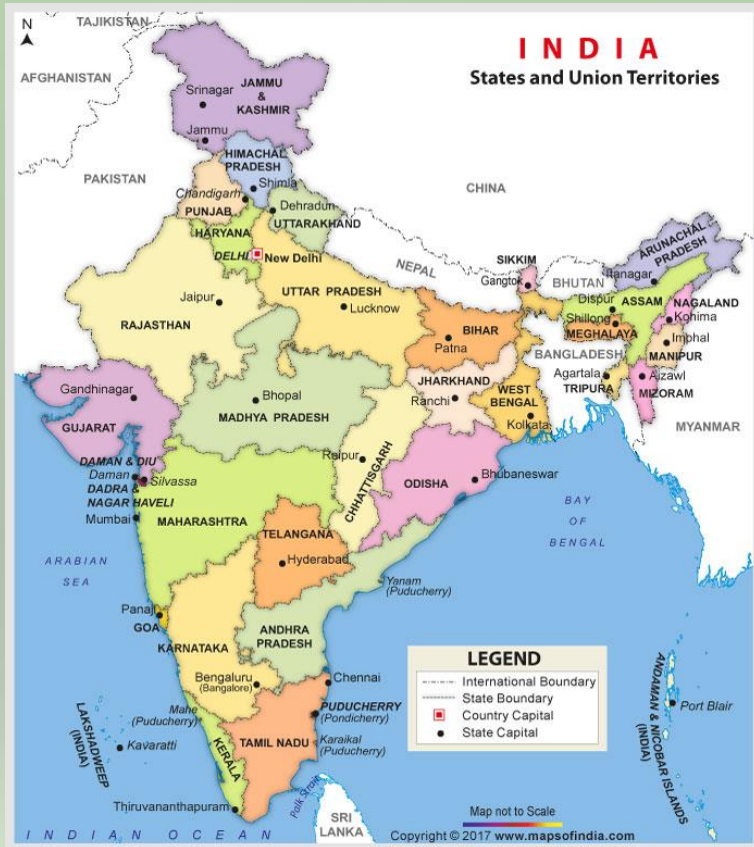 TAJIKISTAN
N
INDIA
States and Union Territories
AFGHANISTAN
JAMMU
&
KASHMIR
Srinagar
Jammu
PAKISTAN
HIMACHAL
PRADESH
Shimla
CHINA
Chandigarh
PUNJAB
Dehradun
UTTARAKHAND
HARYANA
DELHI
New Delhi
NEPAL
SIKKIM
Gangtok
BHUTAN
ARUNACHAL
PRADESH
Itanagar
Dispur
ASSAM
NAGALAND
Kohima
Shillong
MEGHALAYA
Imphal
MANIPUR
BANGLADESH
Agartala
TRIPURA
Aizawl
MIZORAM
MYANMAR
Jaipur
RAJASTHAN
UTTAR PRADESH
Lucknow
BIHAR
Patna
JHARKHAND
Ranchi
WEST
BENGAL
Kolkata
Gandhinagar
GUJARAT
Bhopal
MADHYA PRADESH
Raipur
CHHATTISGARH
ODISHA
Bhubaneswar
DAMAN & DIU
Daman
Silvassa
DADRA &
NAGAR HAVELI
Mumbai
MAHARASHTRA
TELANGANA
Hyderabad
BAY
OF
BENGAL
ARABIAN
SEA
Yanam
(Puducherry)
Panaji
GOA
KARNATAKA
ANDHRA
PRADESH
Bengaluru
(Bangalore)
Chennai
Mahe
(Puducherry)
PUDUCHERRY
(Pondicherry)
Karaikal
(Puducherry)
TAMIL NADU
KERALA
LAKSHADWEEP
(INDIA)
Kavaratti
Thiruvananthapuram
Palk Strait
SRI
LANKA
INDIAN OCEAN
ANDAMAN & NICOBAR ISLANDS
(INDIA)
Port Blair
LEGEND
International Boundary
State Boundary
Country Capital
State Capital
Map not to Scale
Copyright © 2017 www.mapsofindia.com